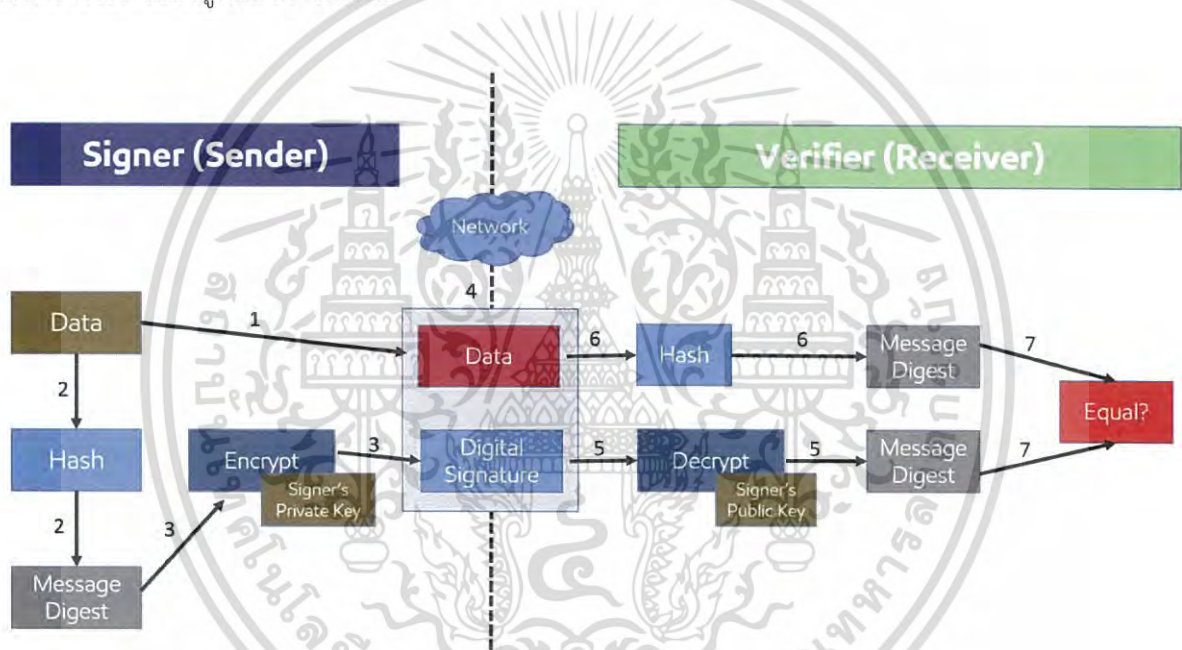 Signer (Sender)
Verifier (Receiver)
Network
4
Data
1
Data
6
Hash
6
Message
Digest
7
Equal?
2
Hash
Encrypt
Signer's
Private Key
3
Digital
Signature
5
Decrypt
Signer's
Public Key
5
Message
Digest
7
2
3
Message
Digest